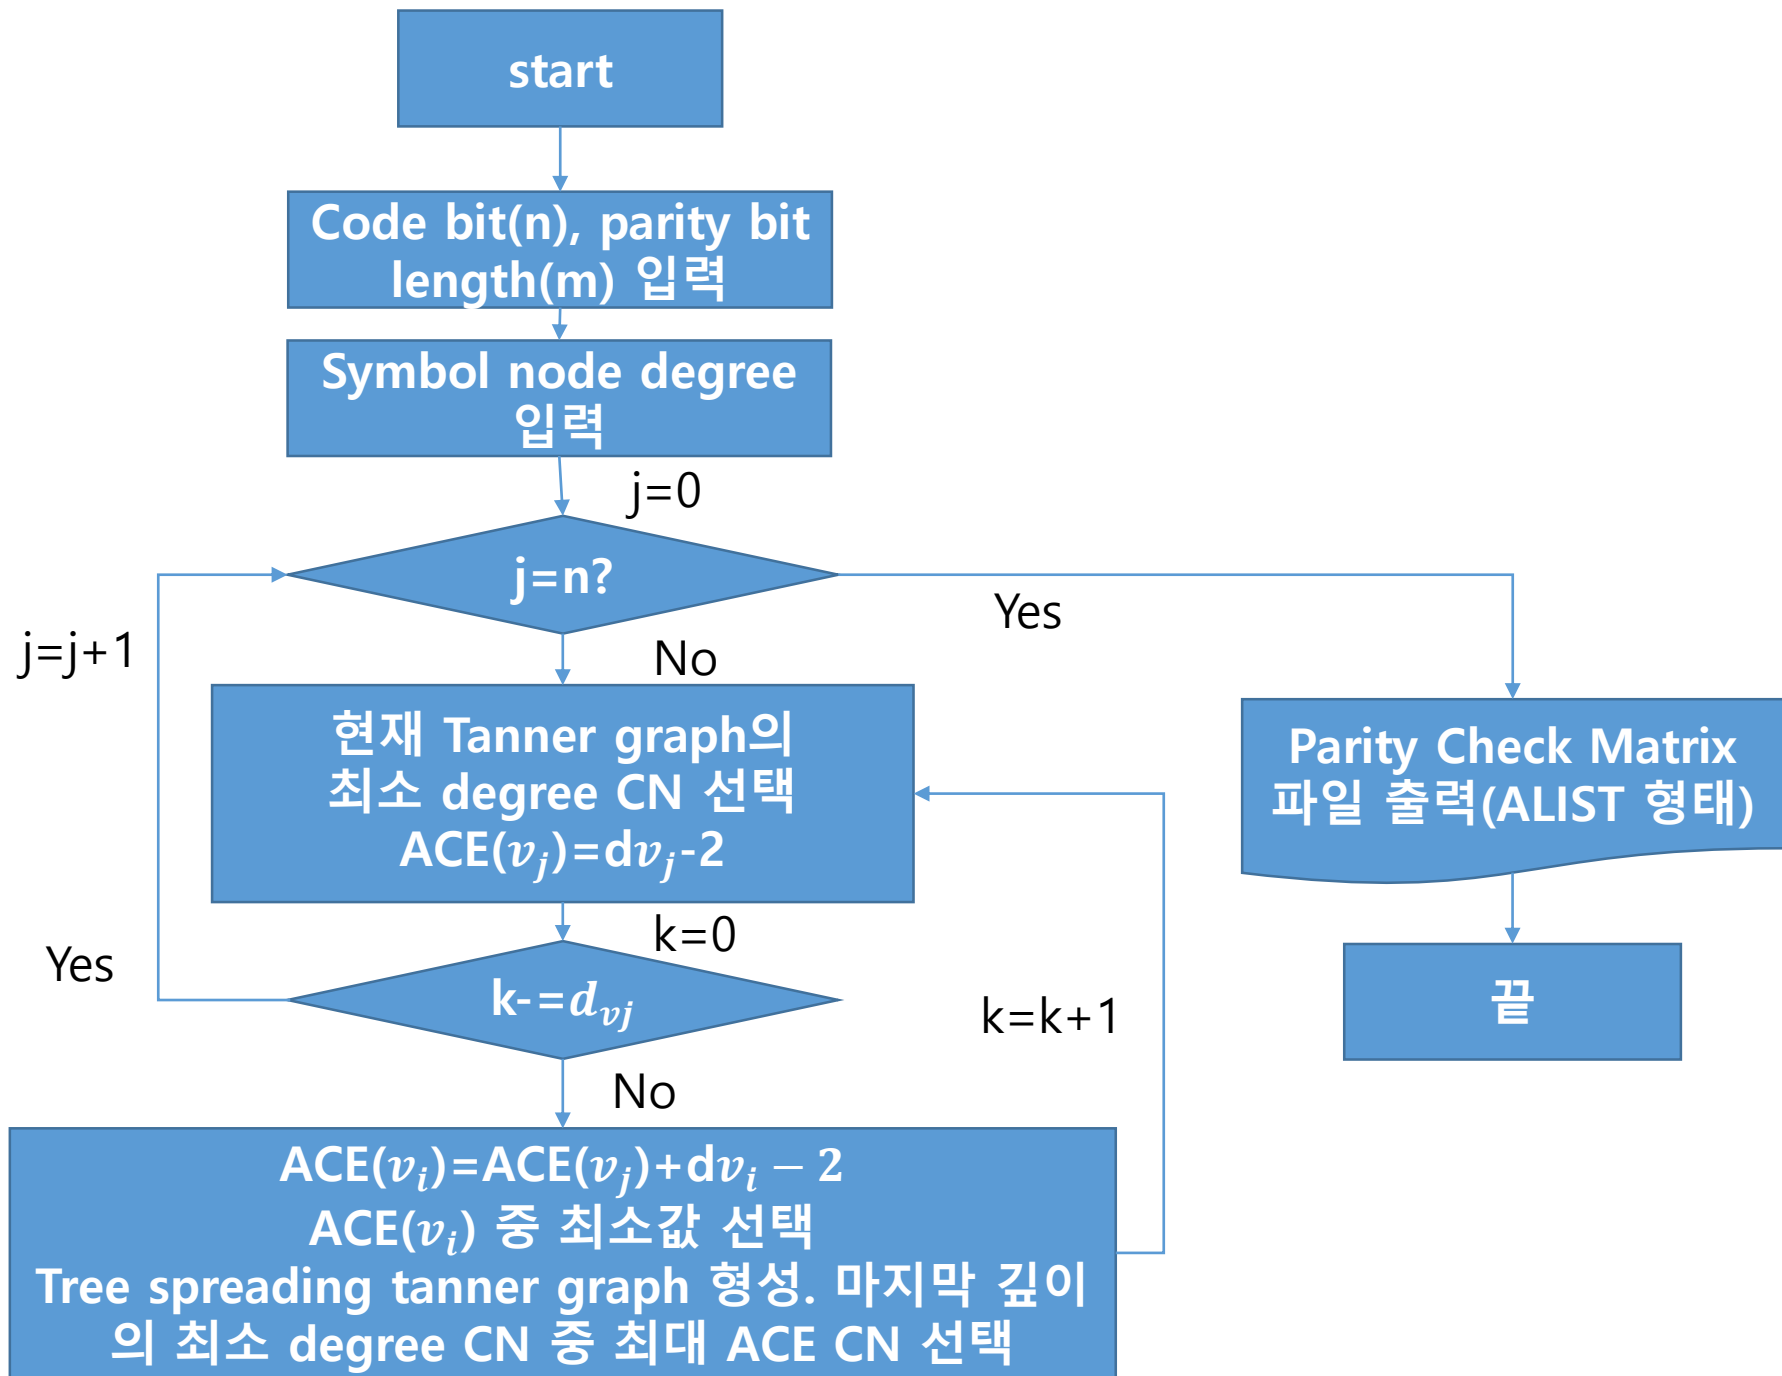 start
Code bit(n), parity bit
length(m) 입력
Symbol node degree
입력
j=0
j=n?
Yes
j=j+1
No
현재 Tanner graph의
최소 degree CN 선택
ACE(𝒗ⱼ)=d𝒗ⱼ-2
Parity Check Matrix
파일 출력(ALIST 형태)
k=0
Yes
k-=𝒅ᵥⱼ
k=k+1
끝
No
ACE(𝒗ᵢ)=ACE(𝒗ⱼ)+d𝒗ᵢ − 𝟐
ACE(𝒗ᵢ) 중 최소값 선택
Tree spreading tanner graph 형성. 마지막 깊이
의 최소 degree CN 중 최대 ACE CN 선택